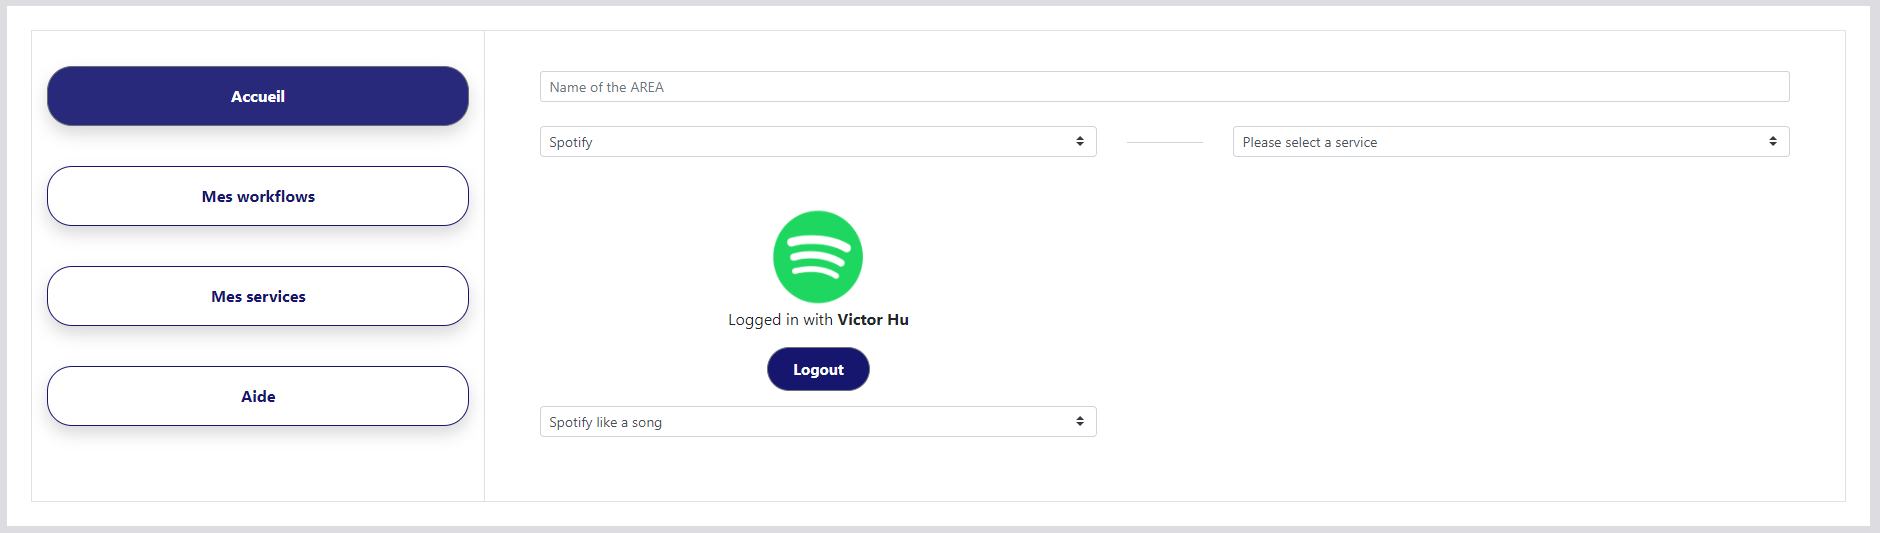 Accueil
Mes workflows
Mes services
Aide
Name of the AREA
Spotify
Please select a service
Logged in with Victor Hu
Logout
Spotify like a song